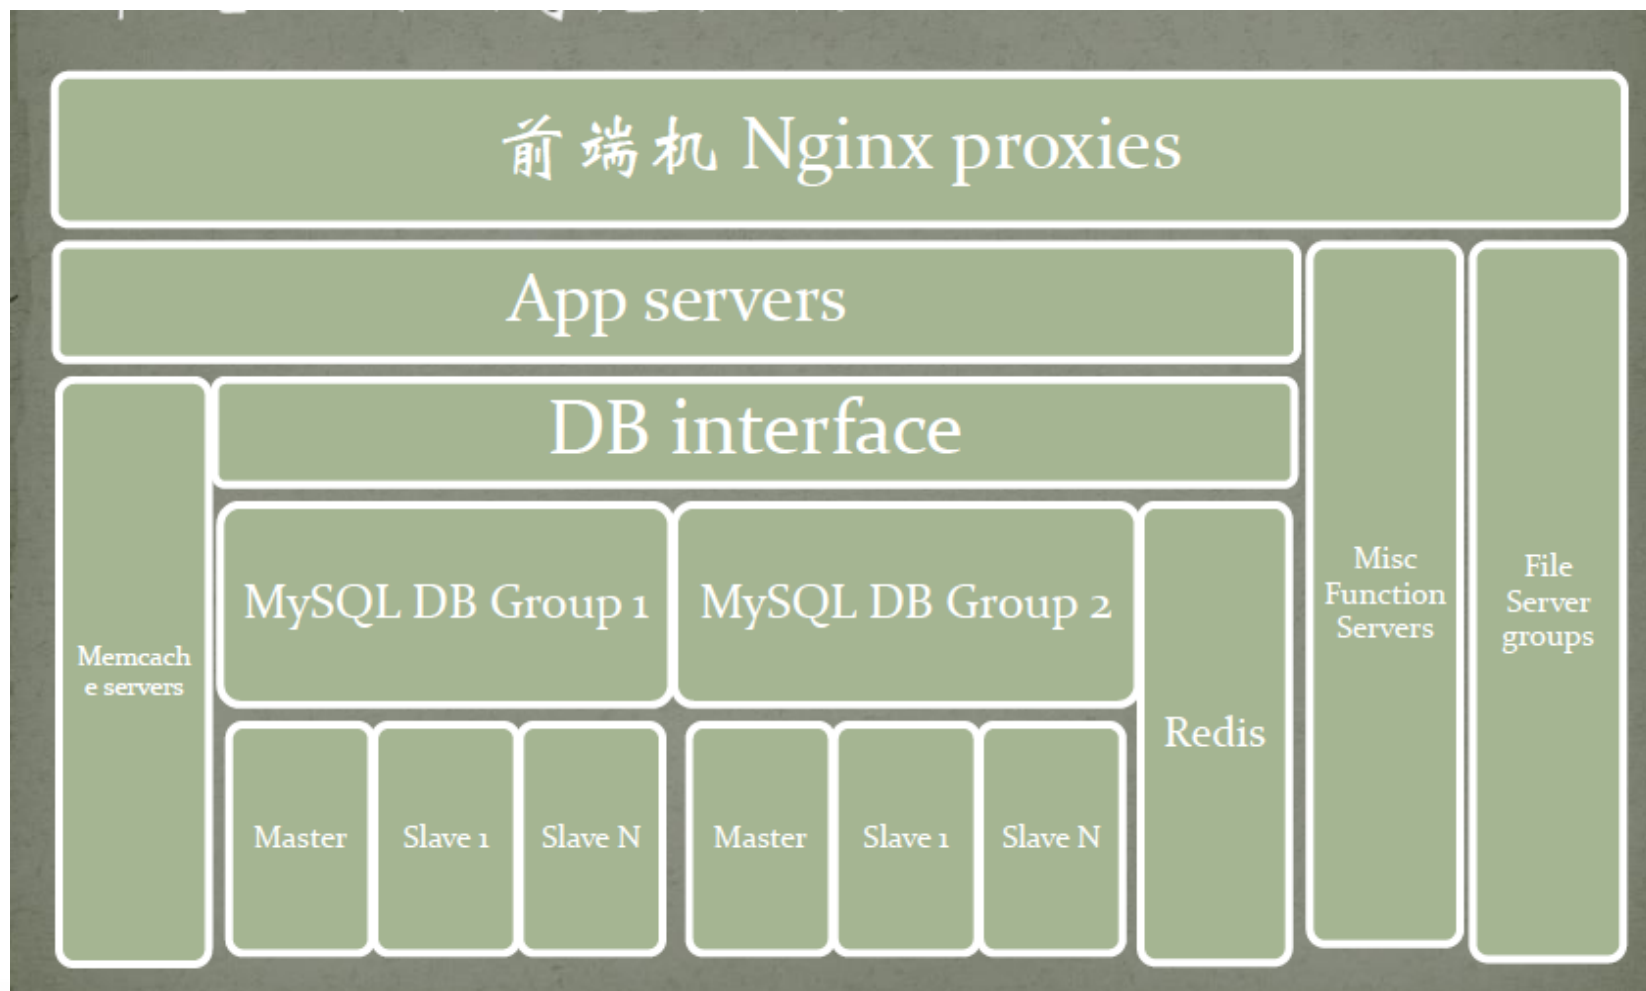 前端机 Nginx proxies
App servers
DB interface
MySQL DB Group 1
MySQL DB Group 2
Memcach
e servers
Misc
Function
Servers
File
Server
groups
Redis
Master
Slave 1
Slave N
Master
Slave 1
Slave N